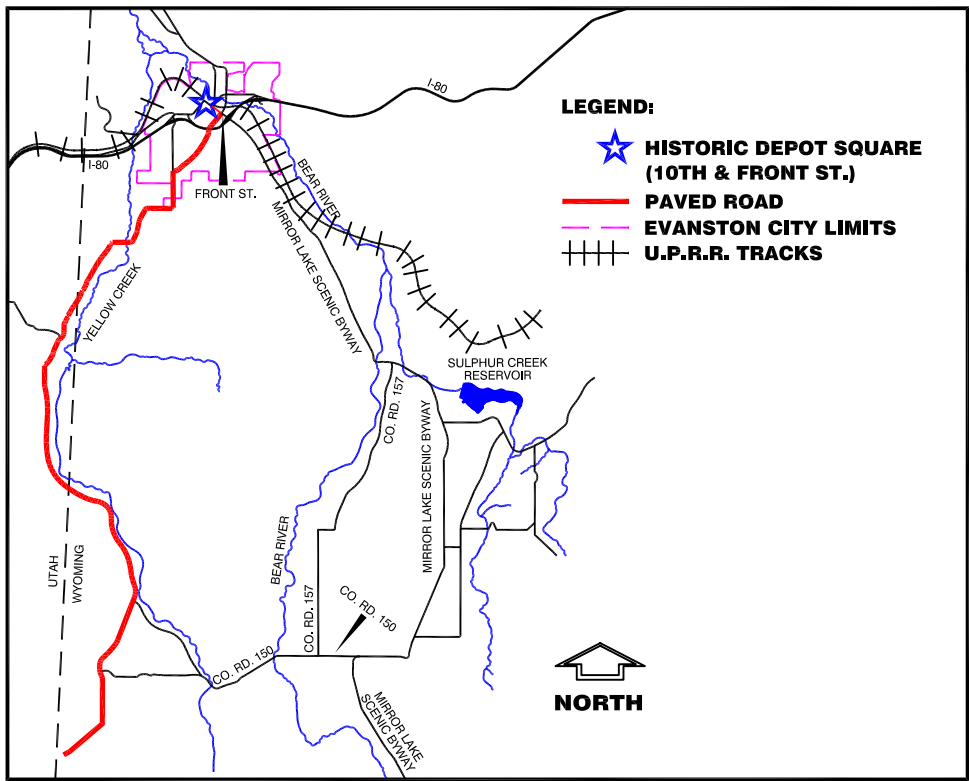 I-80
I-80
LEGEND:
HISTORIC DEPOT SQUARE
(10TH & FRONT ST.)
PAVED ROAD
EVANSTON CITY LIMITS
U.P.R.R. TRACKS
FRONT ST.
BEAR RIVER
MIRROR LAKE SCENIC BYWAY
YELLOW CREEK
SULPHUR CREEK
RESERVOIR
CO. RD. 157
MIRROR LAKE SCENIC BYWAY
BEAR RIVER
UTAH
WYOMING
CO. RD. 157
CO. RD. 150
CO. RD. 150
MIRROR LAKE
SCENIC BYWAY
NORTH